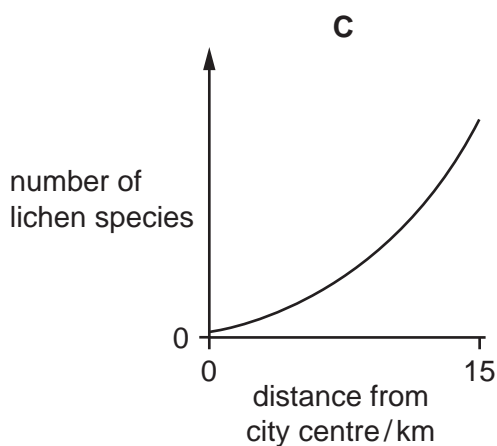 C
number of
lichen species
0
0
15
distance from
city centre / km